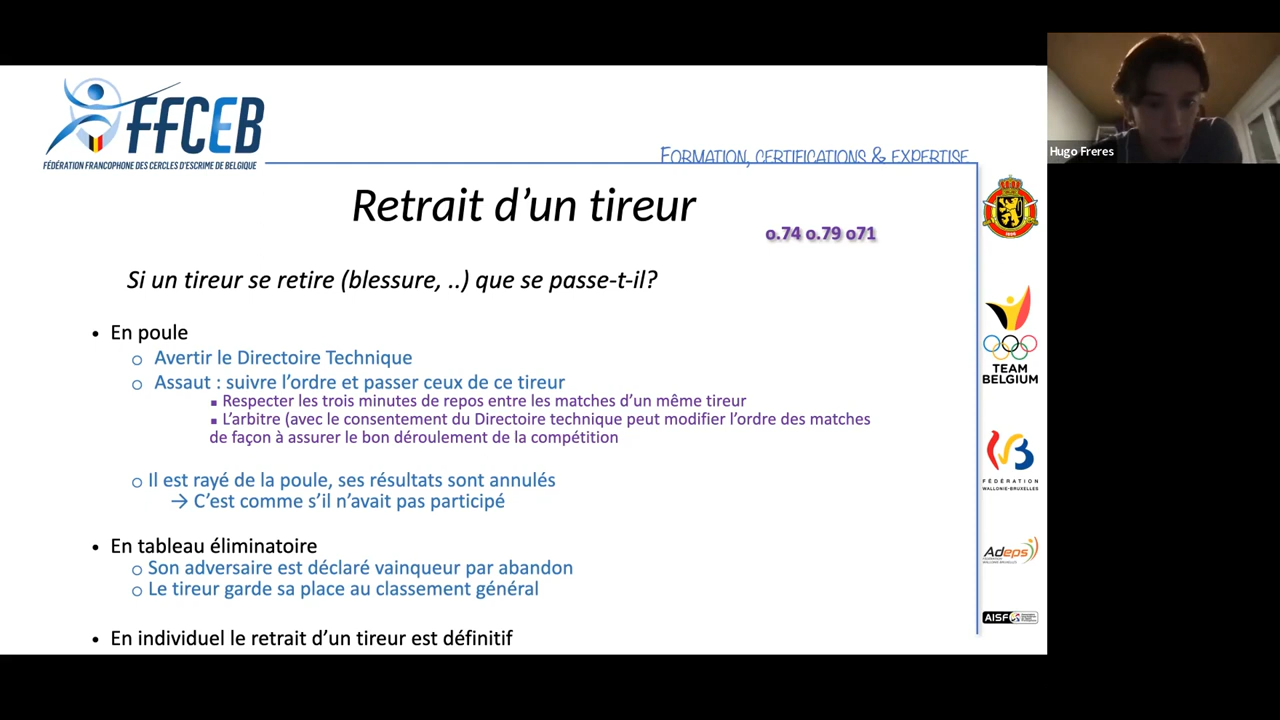 FFCEB
FÉDÉRATION FRANCOPHONE DES CERCLES D'ESCRIME DE BELGIQUE
FORMATION, CERTIFICATIONS & EXPERTISE
Hugo Freres
Retrait d'un tireur
o.74 o.79 o71
Si un tireur se retire (blessure, ..) que se passe-t-il?
• En poule
o Avertir le Directoire Technique
o Assaut : suivre l'ordre et passer ceux de ce tireur
▪ Respecter les trois minutes de repos entre les matches d'un même tireur
▪ L'arbitre (avec le consentement du Directoire technique peut modifier l'ordre des matches
de façon à assurer le bon déroulement de la compétition
o Il est rayé de la poule, ses résultats sont annulés
→ C'est comme s'il n'avait pas participé
• En tableau éliminatoire
o Son adversaire est déclaré vainqueur par abandon
o Le tireur garde sa place au classement général
• En individuel le retrait d'un tireur est définitif
TEAM
BELGIUM
FÉDÉRATION
WALLONIE-BRUXELLES
Adeps
AISF